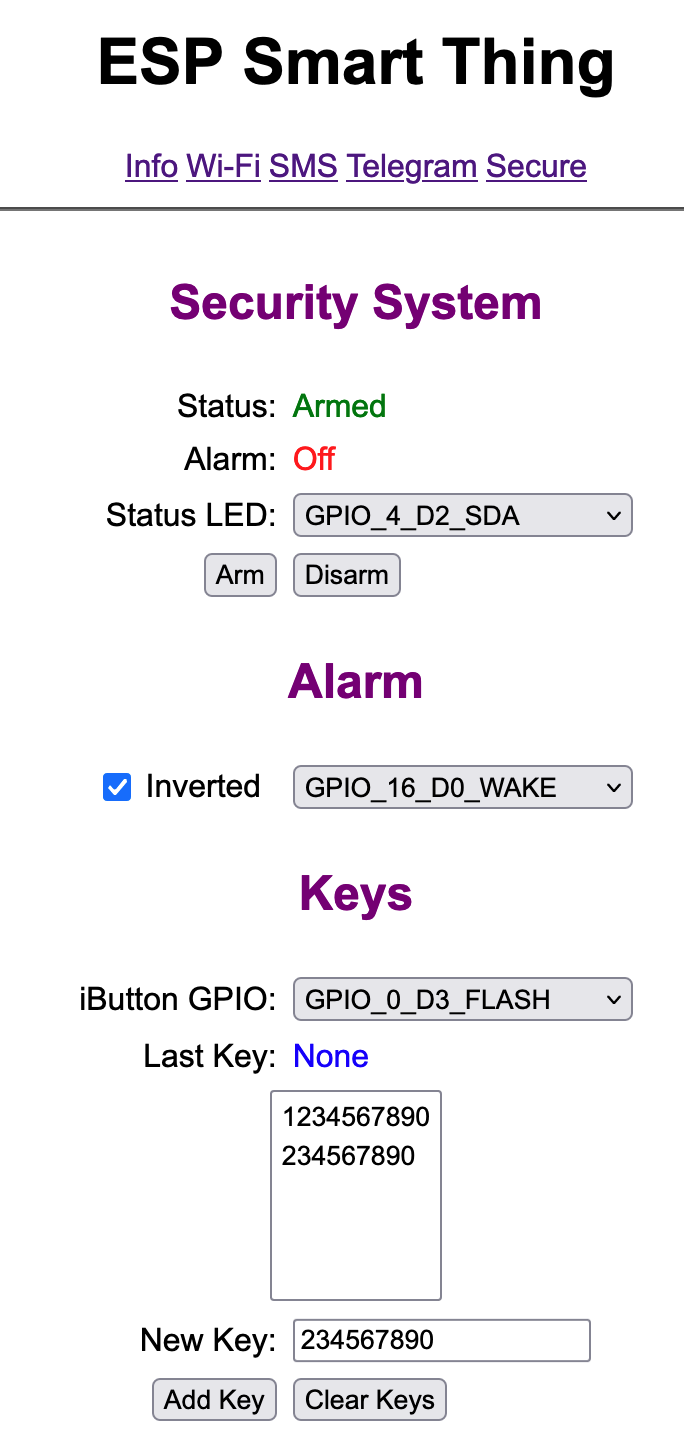 ESP Smart Thing
Info Wi-Fi SMS Telegram Secure
Security System
Status: Armed
Alarm: Off
Status LED: GPIO_4_D2_SDA
Arm Disarm
Alarm
Inverted GPIO_16_D0_WAKE
Keys
iButton GPIO: GPIO_0_D3_FLASH
Last Key: None
1234567890
234567890
New Key: 234567890
Add Key Clear Keys